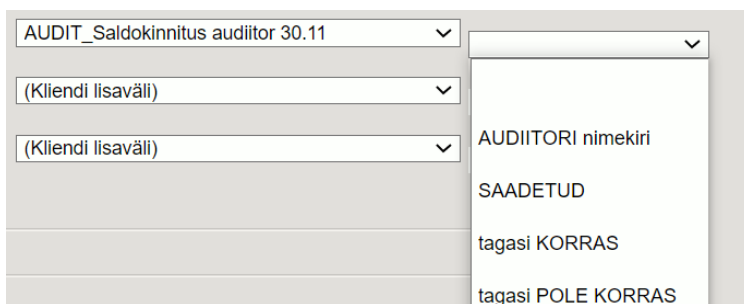 AUDIT_Saldokinnitus audiitor 30.11
(Kliendi lisaväli)
(Kliendi lisaväli)
AUDIITORI nimekiri
SAADETUD
tagasi KORRAS
tagasi POLE KORRAS